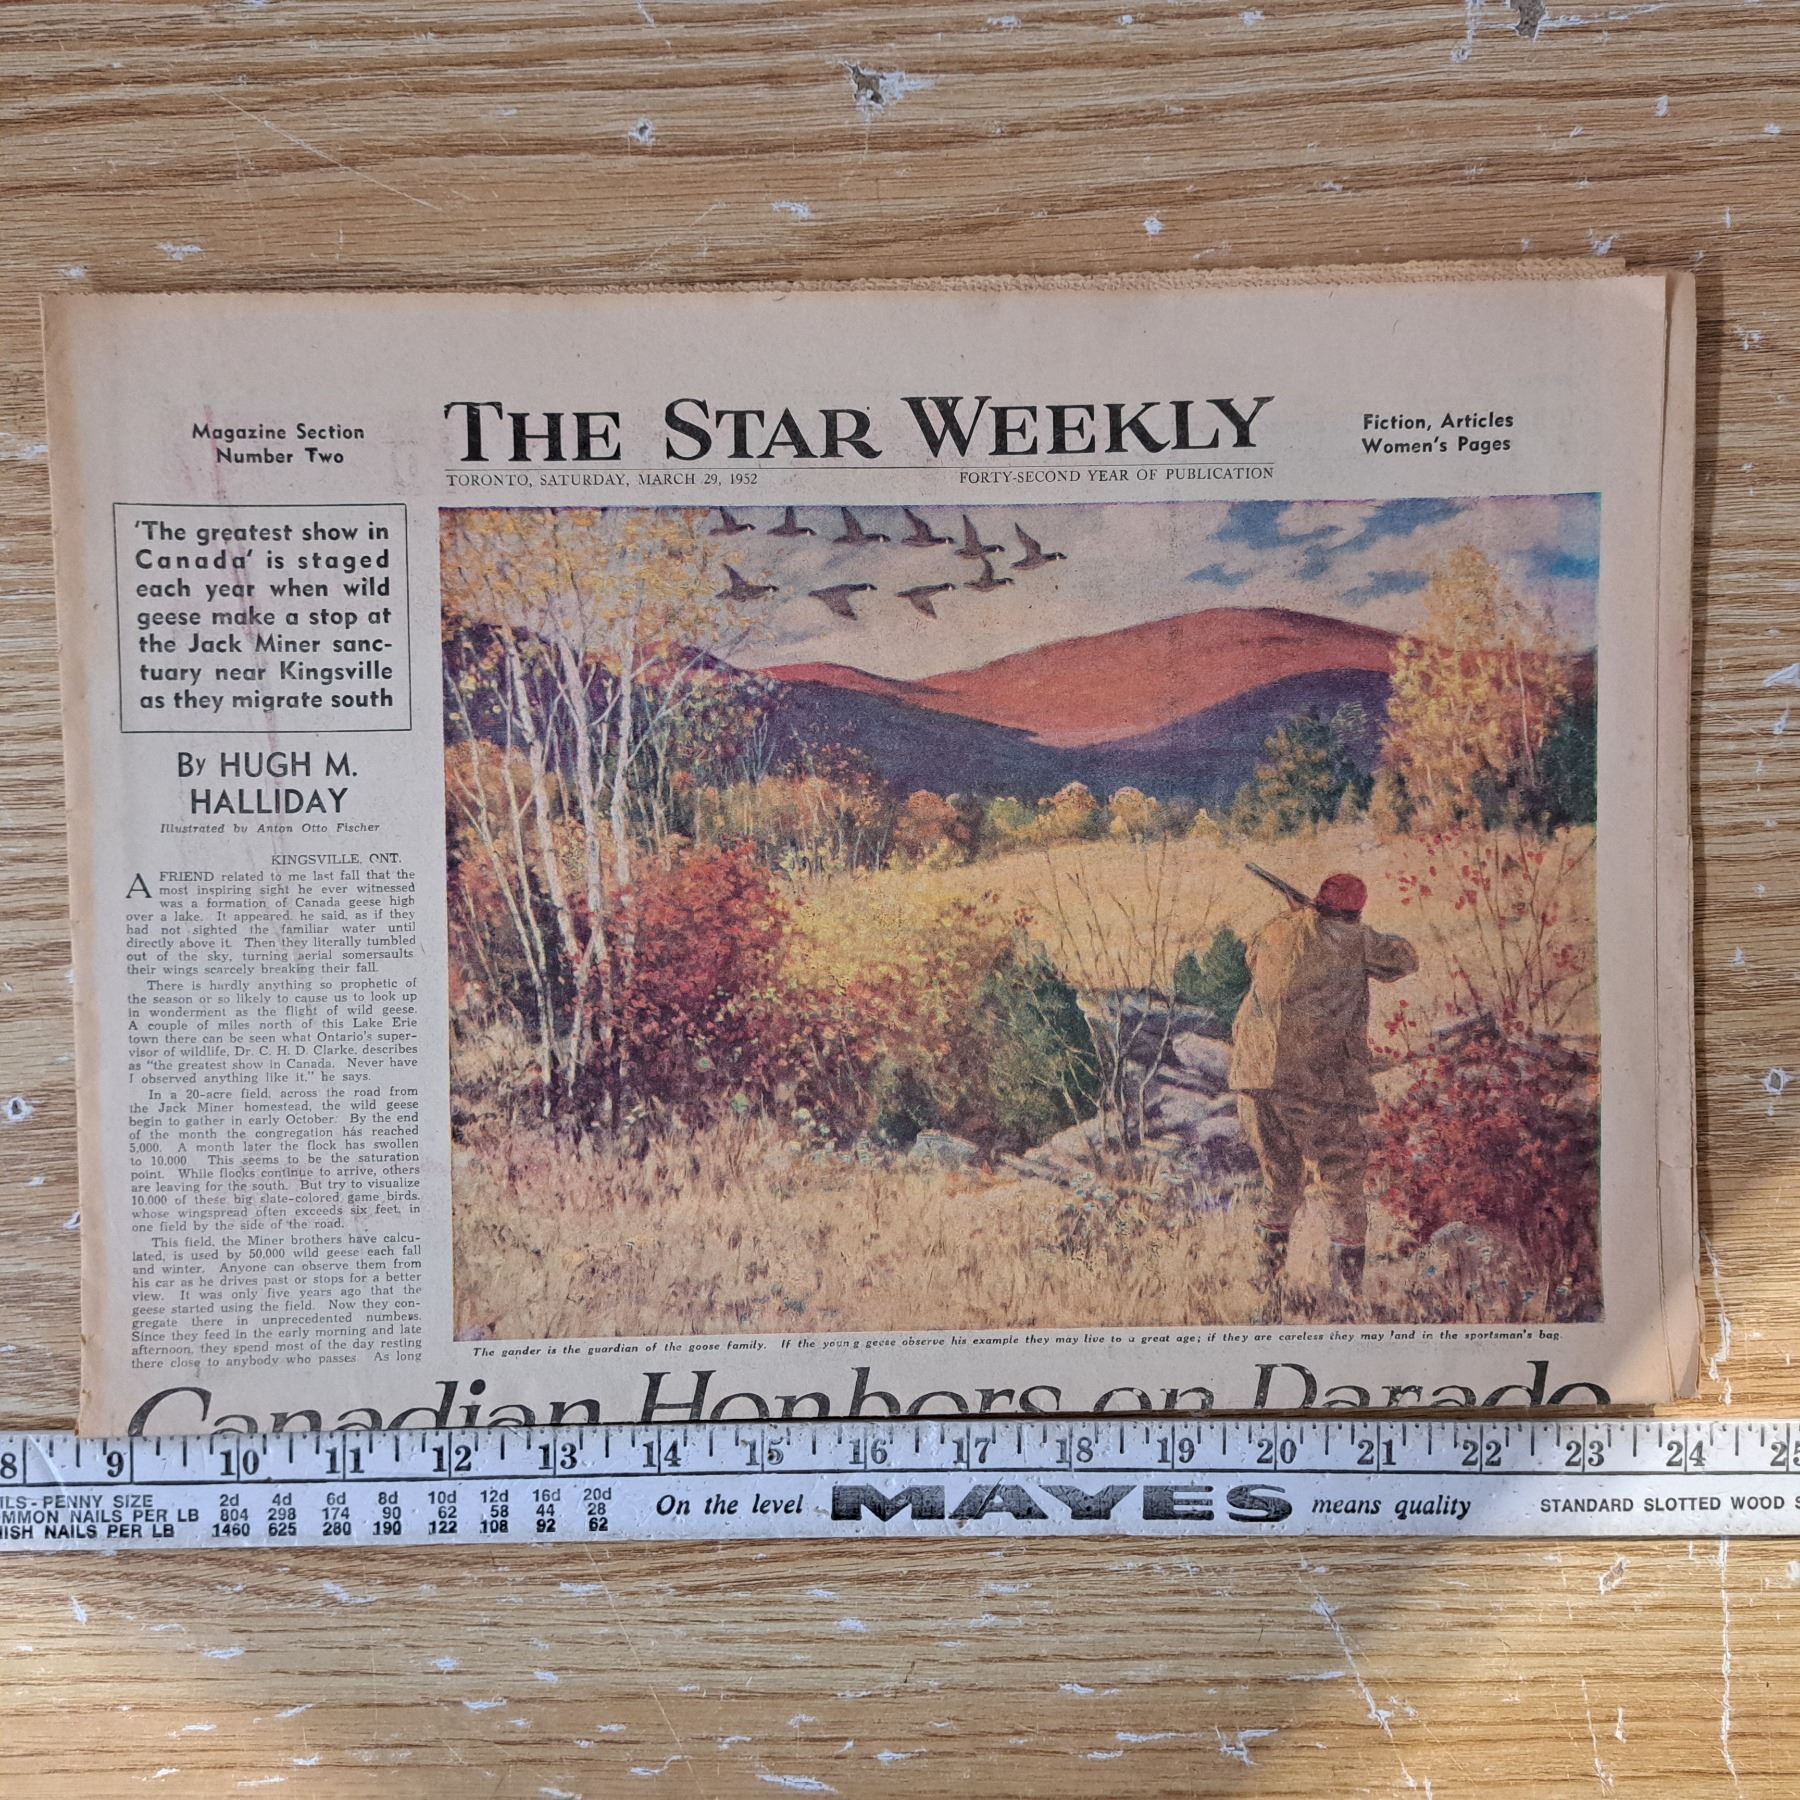 Magazine Section
Number Two
THE STAR WEEKLY
TORONTO, SATURDAY, MARCH 29, 1952
FORTY-SECOND YEAR OF PUBLICATION
Fiction, Articles
Women's Pages
'The greatest show in
Canada' is staged
each year when wild
geese make a stop at
the Jack Miner sanc-
tuary near Kingsville
as they migrate south
By HUGH M.
HALLIDAY
Illustrated by Anton Otto Fischer
KINGSVILLE, ONT.
A FRIEND related to me last fall that the
most inspiring sight he ever witnessed
was a formation of Canada geese high
over a lake. It appeared, he said, as if they
had not sighted the familiar water until
directly above it. Then they literally tumbled
out of the sky, turning aerial somersaults
their wings scarcely breaking their fall.
There is hardly anything so prophetic of
the season or so likely to cause us to look up
in wonderment as the flight of wild geese.
A couple of miles north of this Lake Erie
town there can be seen what Ontario's super-
visor of wildlife, Dr. C. H. D. Clarke, describes
as "the greatest show in Canada. Never have
I observed anything like it," he says.
In a 20-acre field, across the road from
the Jack Miner homestead, the wild geese
begin to gather in early October. By the end
of the month the congregation has reached
5,000. A month later the flock has swollen
to 10,000. This seems to be the saturation
point. While flocks continue to arrive, others
are leaving for the south. But try to visualize
10,000 of these big slate-colored game birds,
whose wingspread often exceeds six feet, in
one field by the side of the road.
This field, the Miner brothers have calcu-
lated, is used by 50,000 wild geese each fall
and winter. Anyone can observe them from
his car as he drives past or stops for a better
view. It was only five years ago that the
geese started using the field. Now they con-
gregate there in unprecedented numbers.
Since they feed in the early morning and late
afternoon, they spend most of the day resting
there close to anybody who passes. As long
The gander is the guardian of the goose family. If the young geese observe his example they may live to a great age; if they are careless they may land in the sportsman's bag.
Canadian Honkers on Parade
8 9 10 11 12 13 14 15 16 17 18 19 20 21 22 23 24 25
ILS-PENNY SIZE 2d 4d 6d 8d 10d 12d 16d 20d
OMMON NAILS PER LB 804 298 174 90 62 58 44 28
NISH NAILS PER LB 1460 625 280 190 122 108 92 62
On the level MAYES means quality
STANDARD SLOTTED WOOD S